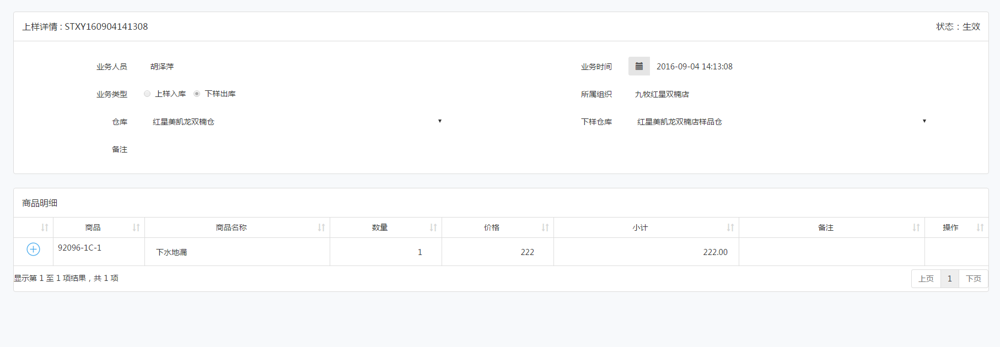 上样详情 : STXY160904141308 状态：生效
业务人员 胡泽萍 业务时间 2016-09-04 14:13:08
业务类型 上样入库 下样出库 所属组织 九牧红星双楠店
仓库 红星美凯龙双楠仓 下样仓库 红星美凯龙双楠店样品仓
备注
商品明细
商品 商品名称 数量 价格 小计 备注 操作
92096-1C-1 下水地漏 1 222 222.00
显示第 1 至 1 项结果，共 1 项 上页 1 下页